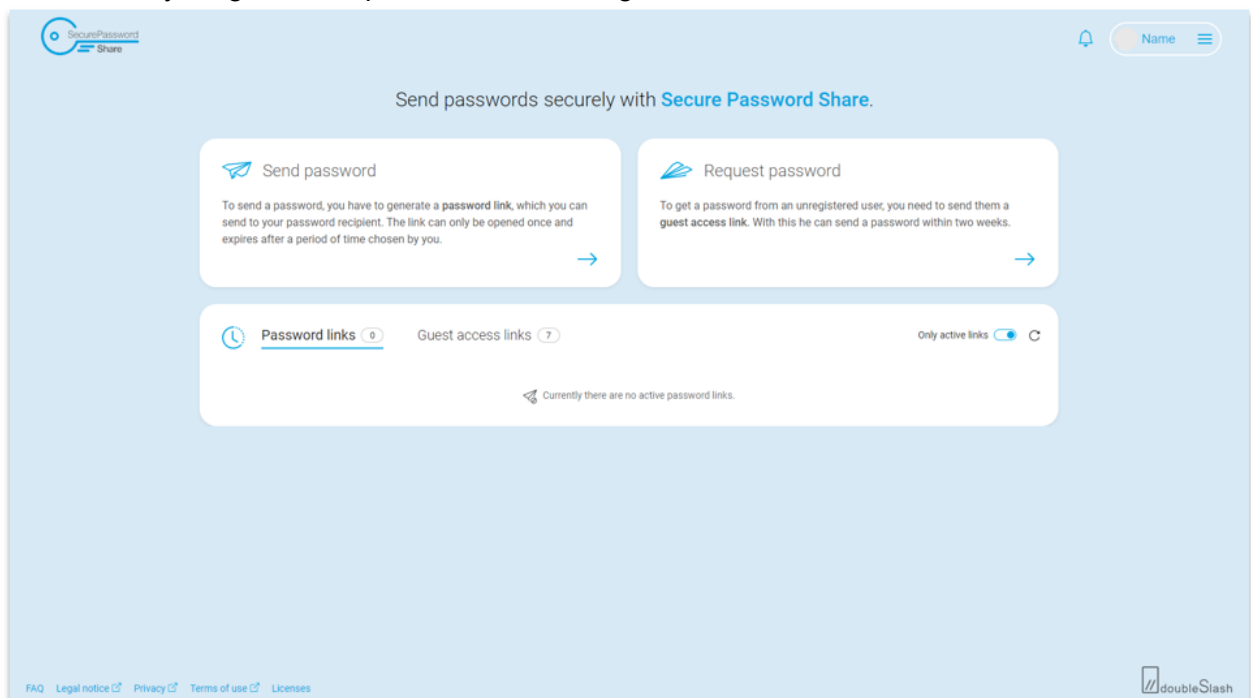 SecurePassword
Share
Name
Send passwords securely with Secure Password Share.
Send password
To send a password, you have to generate a password link, which you can
send to your password recipient. The link can only be opened once and
expires after a period of time chosen by you.
Request password
To get a password from an unregistered user, you need to send them a
guest access link. With this he can send a password within two weeks.
Password links 0 Guest access links 7 Only active links
Currently there are no active password links.
FAQ Legal notice Privacy Terms of use Licenses
doubleSlash